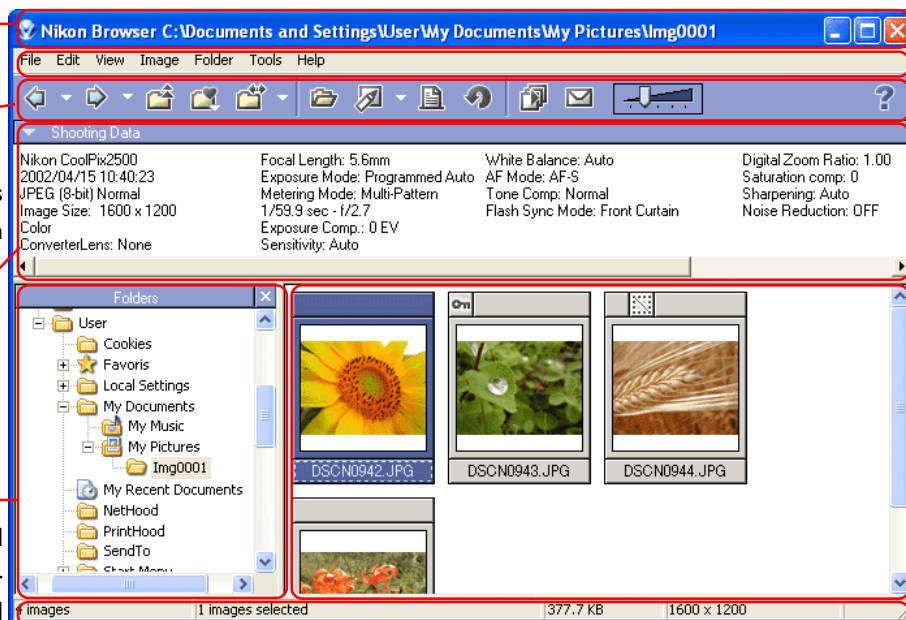 Nikon Browser C:\Documents and Settings\User\My Documents\My Pictures\Img0001
File Edit View Image Folder Tools Help
?
Shooting Data
Nikon CoolPix2500
2002/04/15 10:40:23
JPEG (8-bit) Normal
Image Size: 1600 x 1200
Color
ConverterLens: None
Focal Length: 5.6mm
Exposure Mode: Programmed Auto
Metering Mode: Multi-Pattern
1/59.9 sec - f/2.7
Exposure Comp.: 0 EV
Sensitivity: Auto
White Balance: Auto
AF Mode: AF-S
Tone Comp: Normal
Flash Sync Mode: Front Curtain
Digital Zoom Ratio: 1.00
Saturation comp: 0
Sharpening: Auto
Noise Reduction: OFF
Folders
User
Cookies
Favoris
Local Settings
My Documents
My Music
My Pictures
Img0001
My Recent Documents
NetHood
PrintHood
SendTo
Start Menu
DSCN0942.JPG
DSCN0943.JPG
DSCN0944.JPG
images
1 images selected
377.7 KB
1600 x 1200